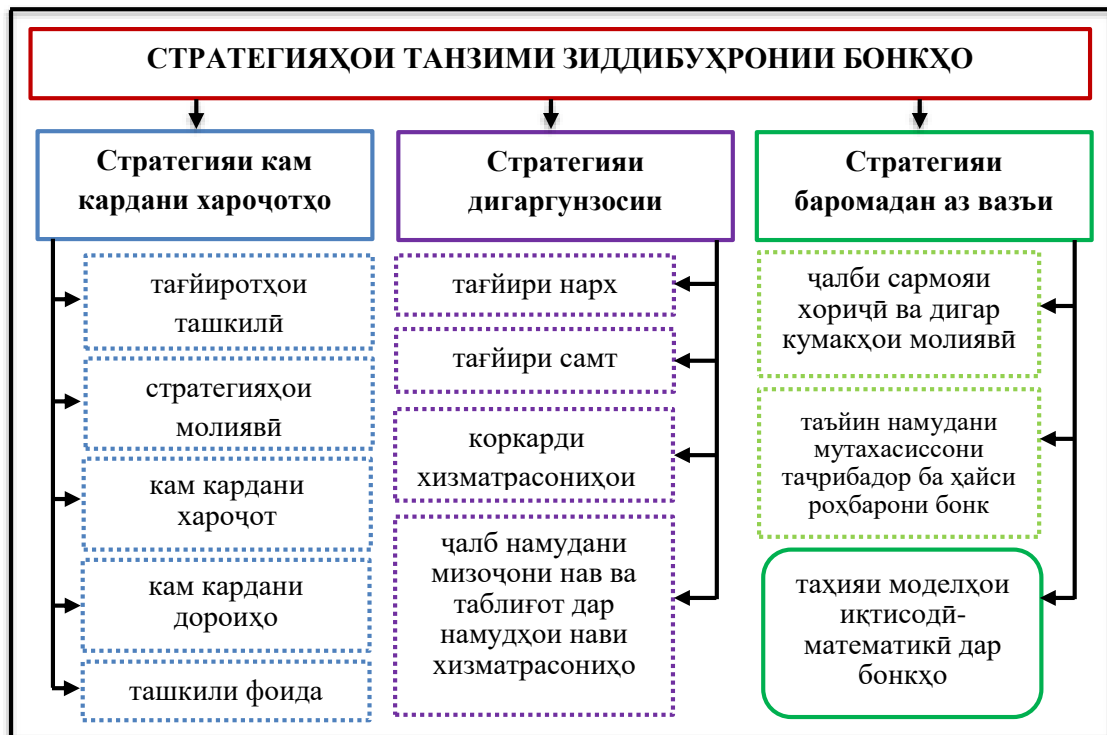 СТРАТЕГИЯҲОИ ТАНЗИМИ ЗИДДИБУҲРОНИИ БОНКҲО
Стратегияи кам
кардани хароҷотҳо
тағйиротҳои
ташкилӣ
стратегияҳои
молиявӣ
кам кардани
хароҷот
кам кардани
дороиҳо
ташкили фоида
Стратегияи
дигаргунзосии
тағйири нарх
тағйири самт
коркарди
хизматрасониҳои
ҷалб намудани
мизоҷони нав ва
таблиғот дар
намудҳои нави
хизматрасониҳо
Стратегияи
баромадан аз вазъи
ҷалби сармояи
хориҷӣ ва дигар
кумакҳои молиявӣ
таъйин намудани
мутахасиссони
таҷрибадор ба ҳайси
роҳбарони бонк
таҳияи моделҳои
иқтисодӣ-
математикӣ дар
бонкҳо